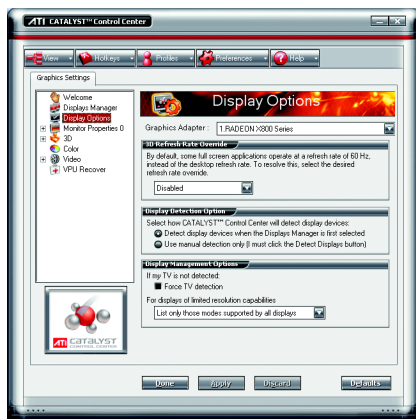 ATI CATALYST™ Control Center
View
Hotkeys
Profiles
Preferences
Help
Graphics Settings
Welcome
Displays Manager
Display Options
Monitor Properties 0
3D
Color
Video
VPU Recover
Display Options
Graphics Adapter : 1.RADEON X800 Series
3D Refresh Rate Override
By default, some full screen applications operate at a refresh rate of 60 Hz,
instead of the desktop refresh rate. To resolve this, select the desired
refresh rate override.
Disabled
Display Detection Option
Select how CATALYST™ Control Center will detect display devices:
Detect display devices when the Displays Manager is first selected
Use manual detection only (I must click the Detect Displays button)
Display Management Options
If my TV is not detected:
Force TV detection
For displays of limited resolution capabilities
List only those modes supported by all displays
ATI CATALYST
CONTROL CENTER
Done
Apply
Discard
Defaults